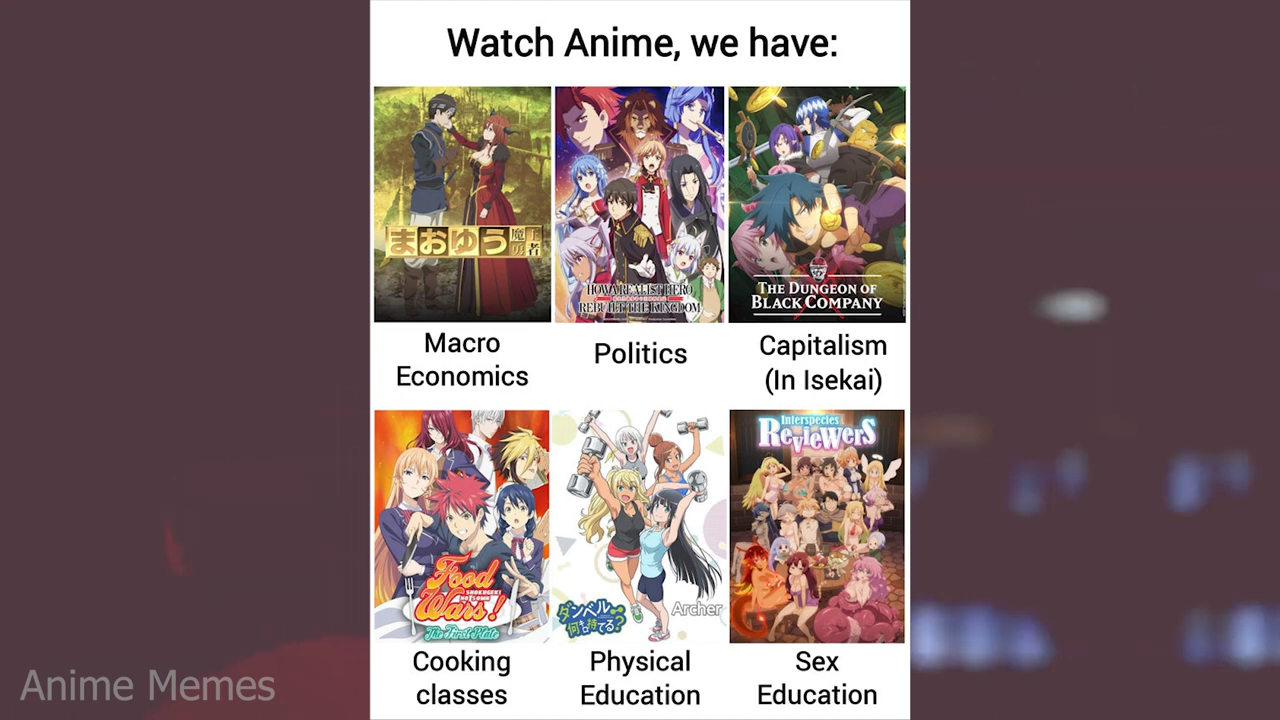 Watch Anime, we have:
まおゆう 魔王
勇者
HOW A REALIST HERO
REBUILT THE KINGDOM
THE DUNGEON OF
BLACK COMPANY
Macro
Economics
Politics
Capitalism
(In Isekai)
Food
Wars!
SHOKUGEKI
NO SOMA
The First Plate
ダンベル
何キロ持てる?
Archer
Interspecies
Reviewers
Cooking
classes
Physical
Education
Sex
Education
Anime Memes